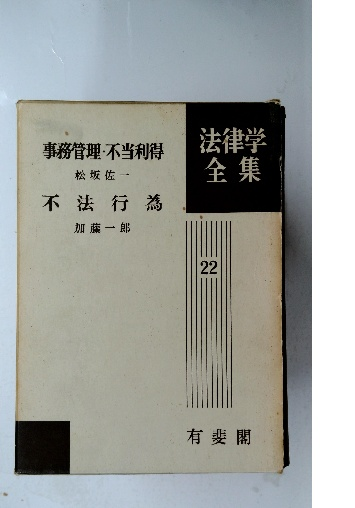 法律学
全集
事務管理・不当利得
松坂佐一
不法行為
加藤一郎
22
有斐閣